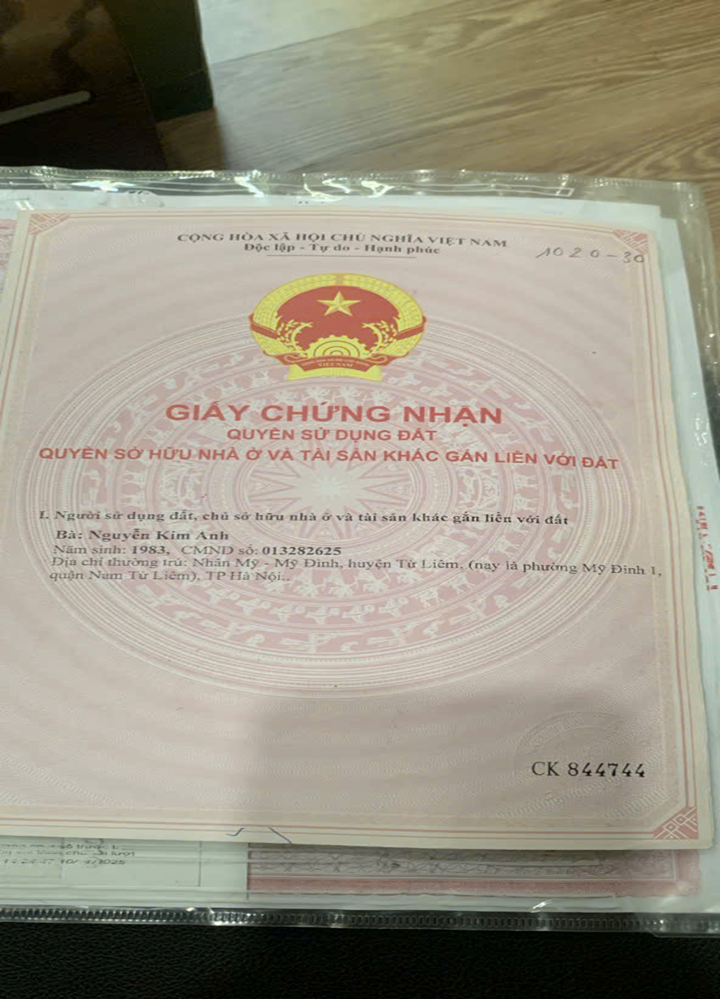 CỘNG HÒA XÃ HỘI CHỦ NGHĨA VIỆT NAM
Độc lập - Tự do - Hạnh phúc
1020-30
VIỆT NAM
GIẤY CHỨNG NHẬN
QUYỀN SỬ DỤNG ĐẤT
QUYỀN SỞ HỮU NHÀ Ở VÀ TÀI SẢN KHÁC GẮN LIỀN VỚI ĐẤT
I. Người sử dụng đất, chủ sở hữu nhà ở và tài sản khác gắn liền với đất
Bà: Nguyễn Kim Anh
Năm sinh: 1983, CMND số: 013282625
Địa chỉ thường trú: Nhân Mỹ - Mỹ Đình, huyện Từ Liêm, (nay là phường Mỹ Đình 1,
quận Nam Từ Liêm), TP Hà Nội..
CK 844744